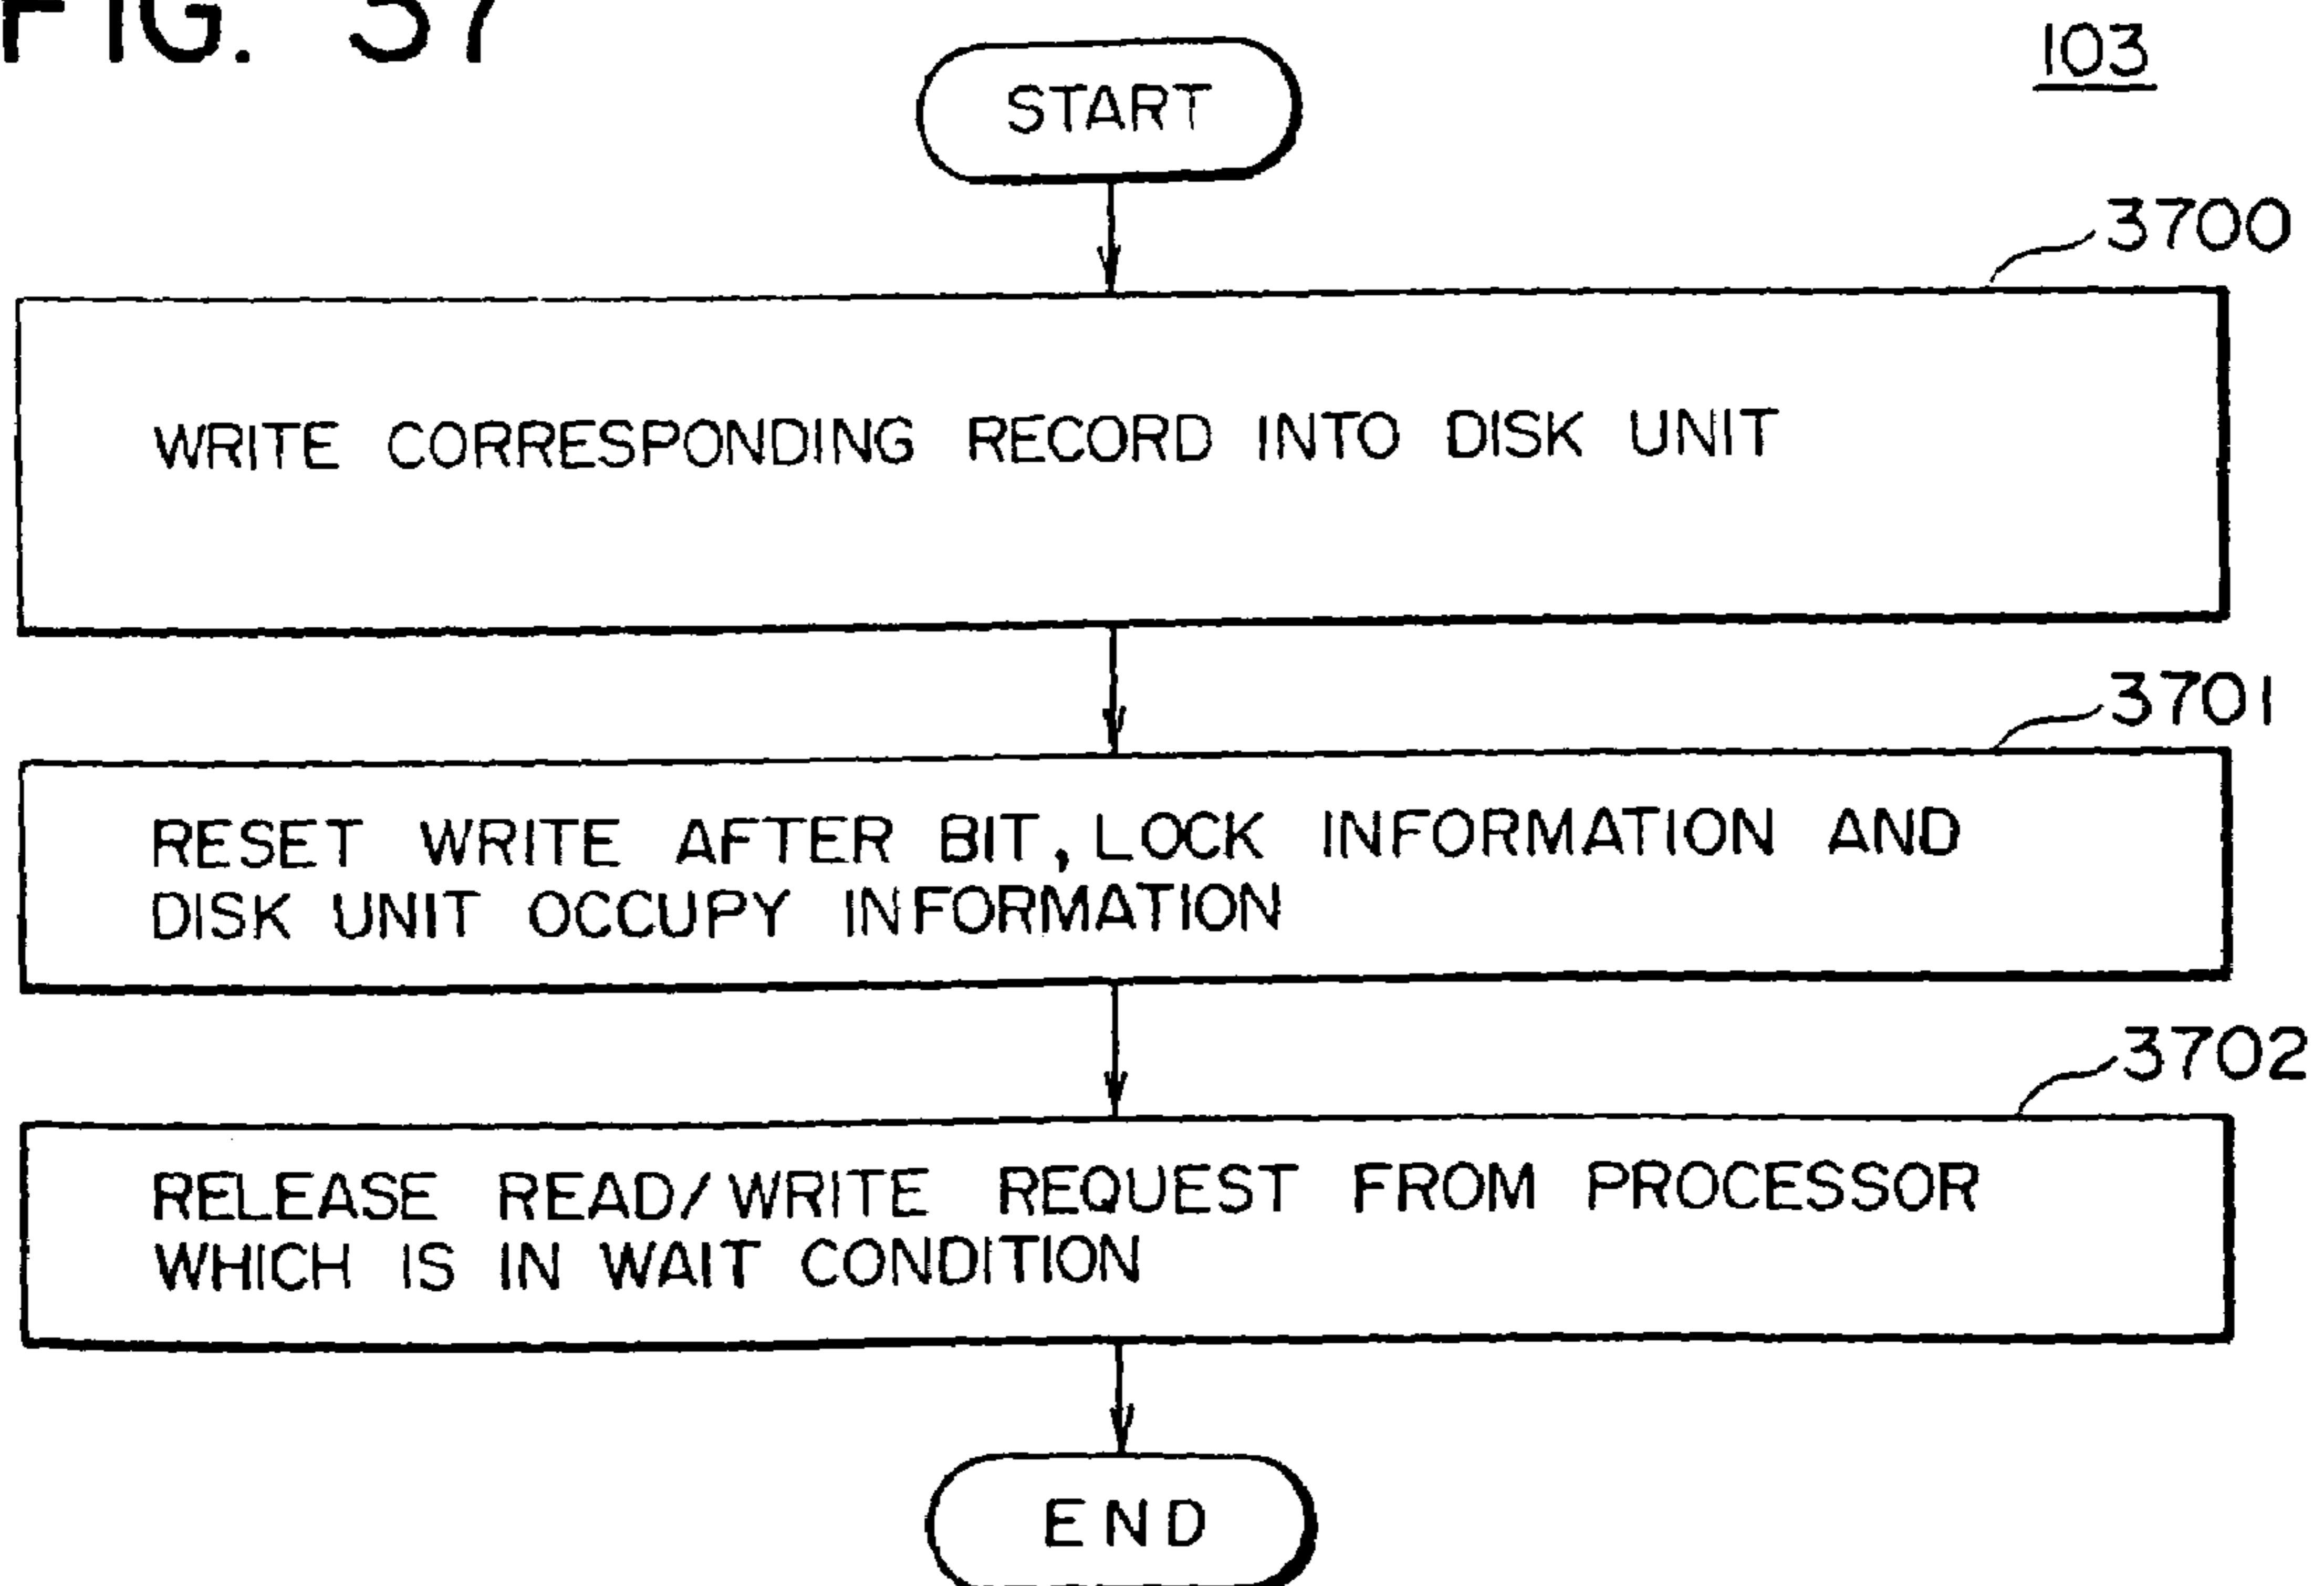 FIG. 37
103
START
3700
WRITE CORRESPONDING RECORD INTO DISK UNIT
3701
RESET WRITE AFTER BIT, LOCK INFORMATION AND
DISK UNIT OCCUPY INFORMATION
3702
RELEASE READ/WRITE REQUEST FROM PROCESSOR
WHICH IS IN WAIT CONDITION
END